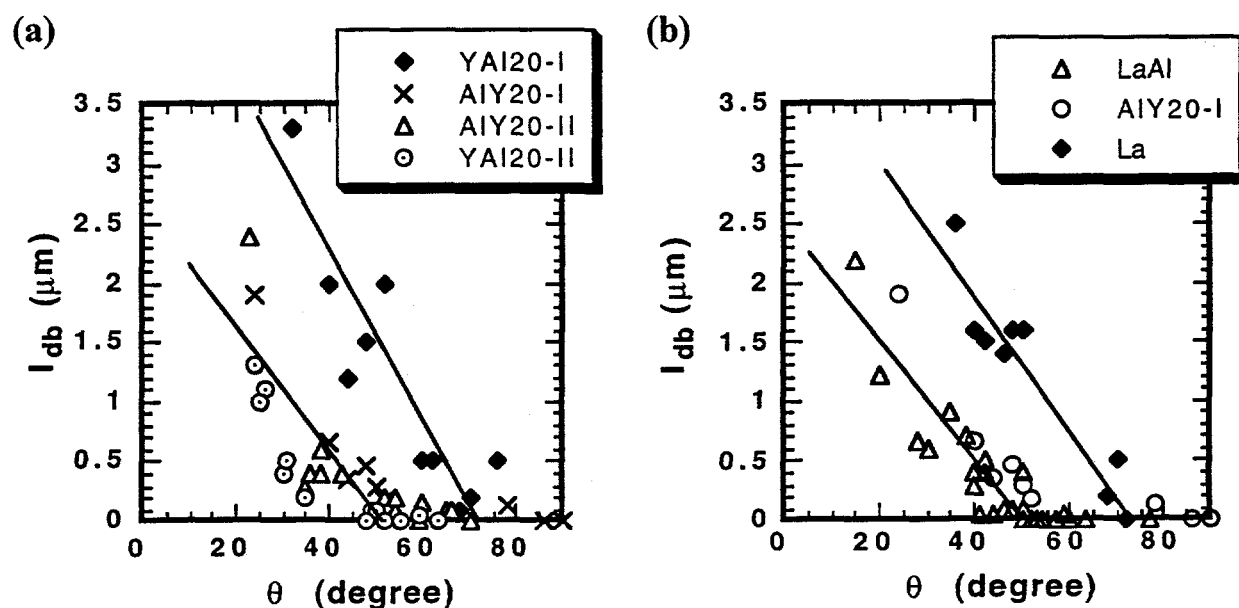 (a)
YAl20-I
AlY20-I
AlY20-II
YAl20-II
3.5
3
2.5
2
1.5
1
0.5
0
l_db (μm)
0 20 40 60 80
θ (degree)
(b)
LaAl
AlY20-I
La
3.5
3
2.5
2
1.5
1
0.5
0
l_db (μm)
0 20 40 60 80
θ (degree)